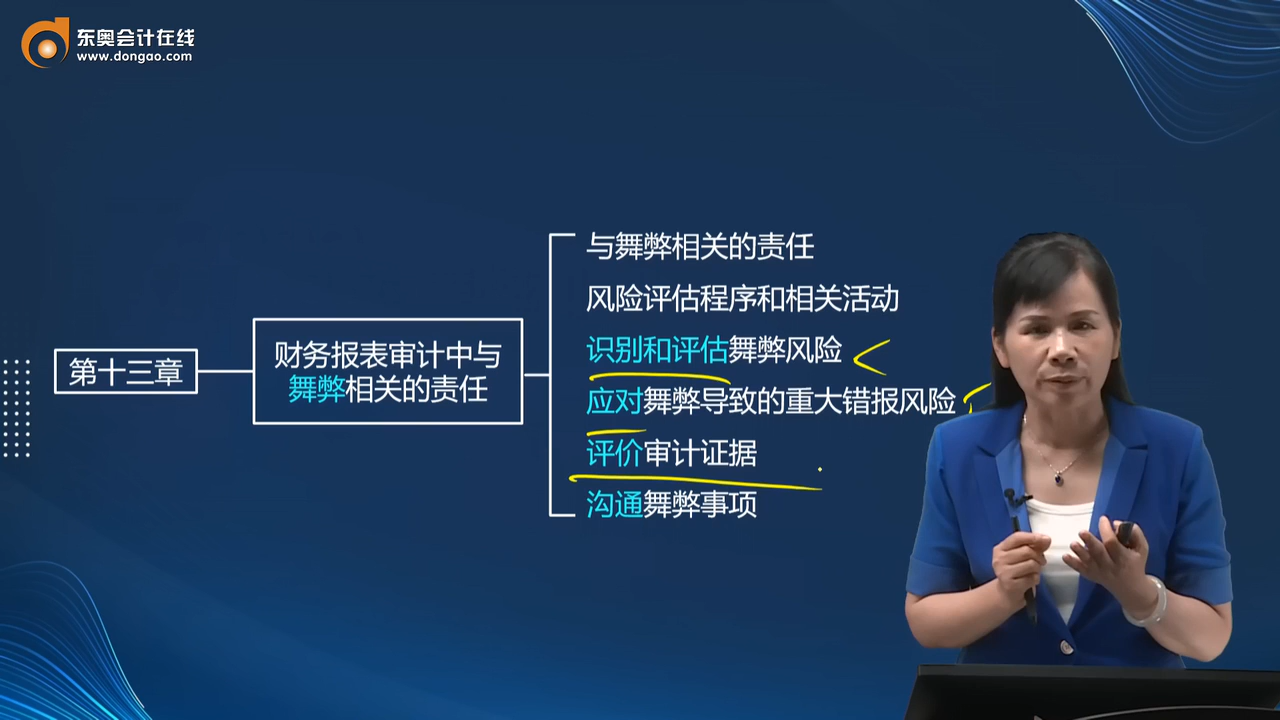 东奥会计在线
www.dongao.com
第十三章
财务报表审计中与
舞弊相关的责任
与舞弊相关的责任
风险评估程序和相关活动
识别和评估舞弊风险
应对舞弊导致的重大错报风险
评价审计证据
沟通舞弊事项